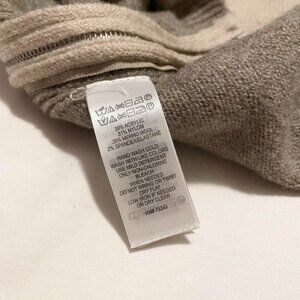 39% ACRYLIC
31% NYLON
28% MERINO WOOL
2% SPANDEX/ELASTANE
HAND WASH COLD
WASH WITH LIKE COLORS
USE MILD DETERGENT
ONLY NON-CHLORINE
BLEACH
WHEN NEEDED
DO NOT WRING OR TWIST
DRY FLAT
LOW IRON IF NEEDED
OR DRY CLEAN